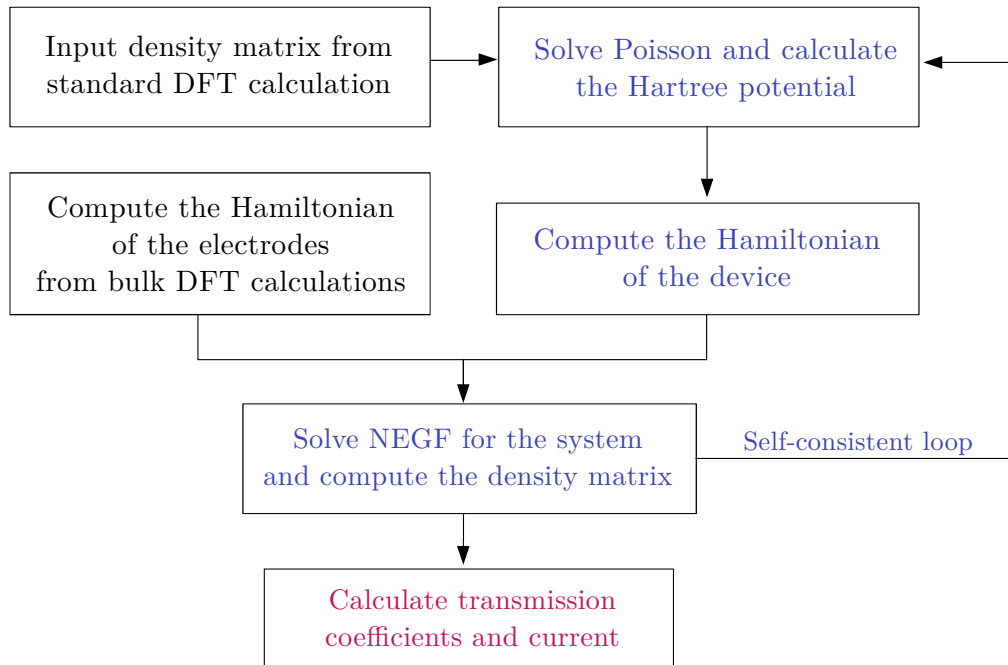 Input density matrix from
standard DFT calculation
Solve Poisson and calculate
the Hartree potential
Compute the Hamiltonian
of the electrodes
from bulk DFT calculations
Compute the Hamiltonian
of the device
Solve NEGF for the system
and compute the density matrix
Self-consistent loop
Calculate transmission
coefficients and current